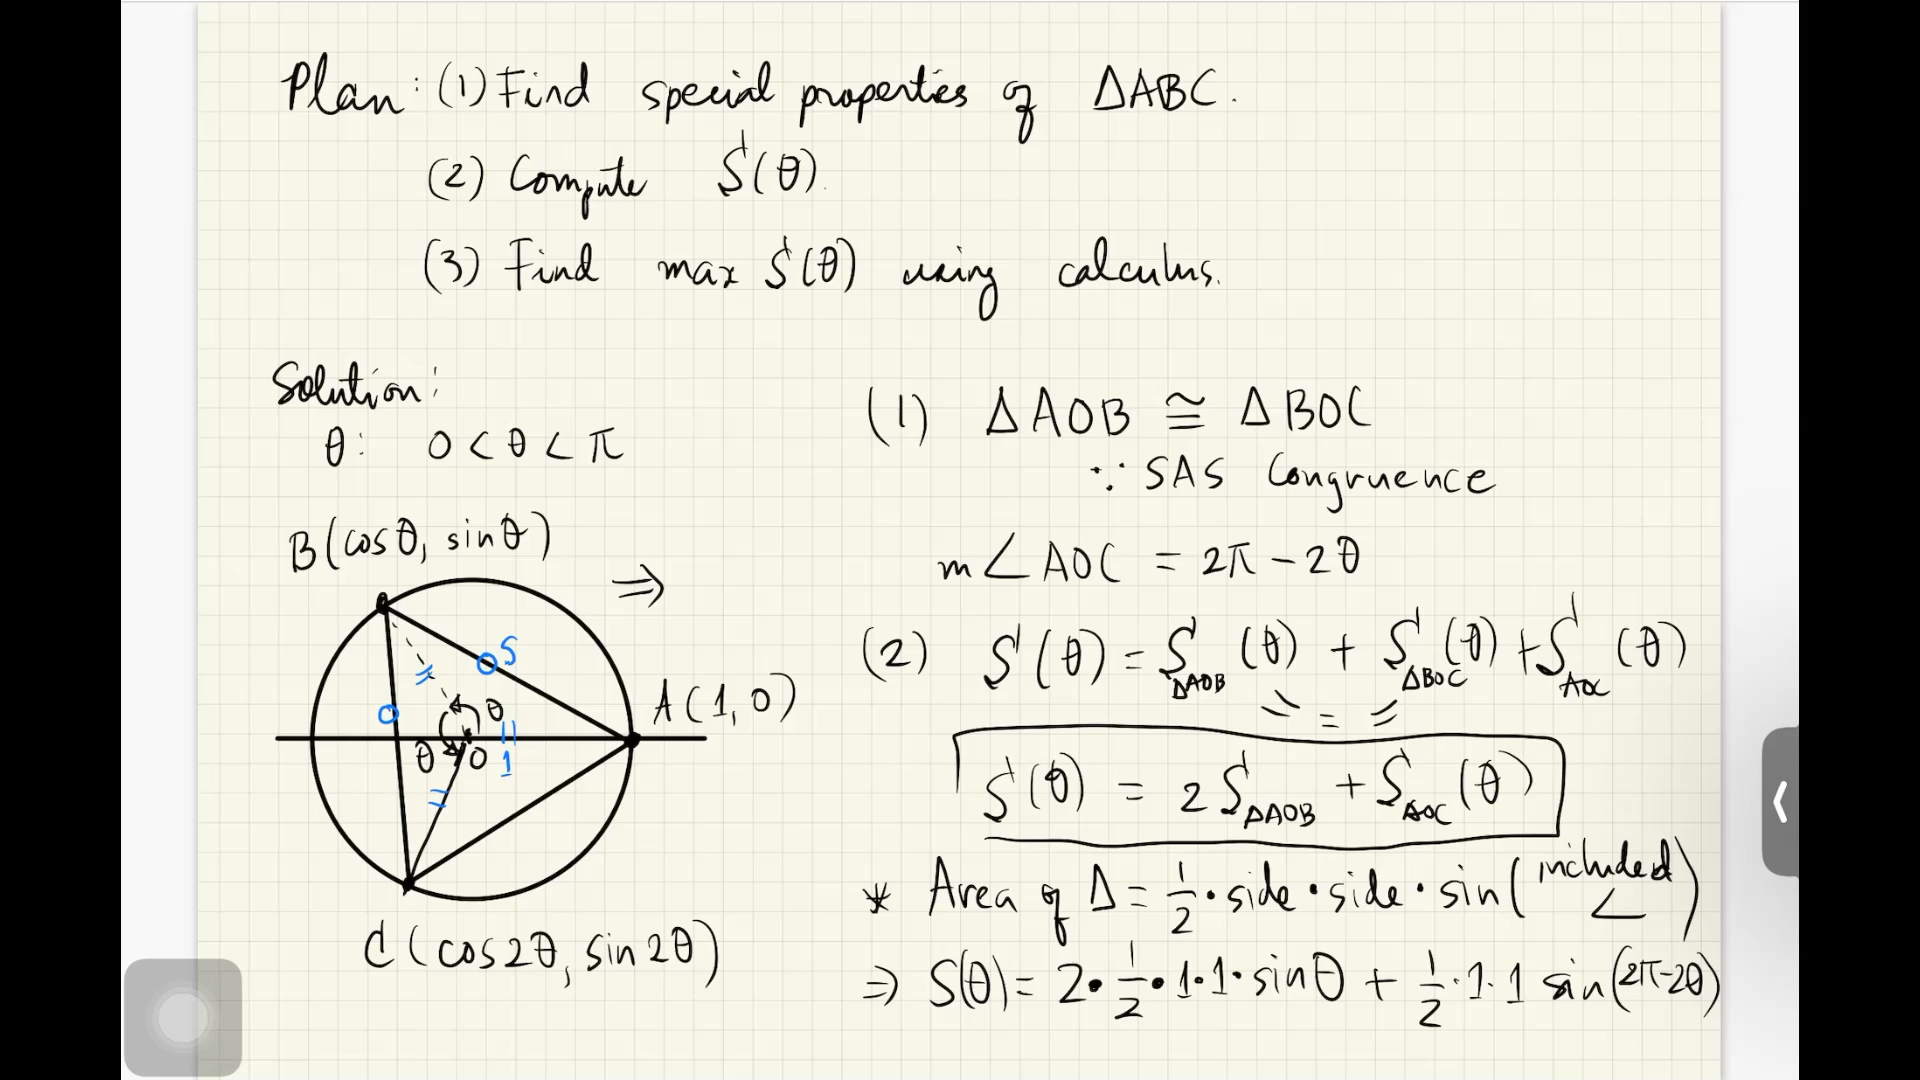 Plan: (1) Find special properties of ΔABC.
(2) Compute S(θ).
(3) Find max S(θ) using calculus.
Solution:
θ: 0 < θ < π
B(cosθ, sinθ)
⇒
S
A(1,0)
θ
θ
O
1
C(cos2θ, sin2θ)
(1) ΔAOB ≅ ΔBOC
∵ SAS Congruence
m∠AOC = 2π - 2θ
(2) S(θ) = S_ΔAOB (θ) + S_ΔBOC (θ) + S_AOC (θ)
=
S(θ) = 2 S_ΔAOB + S_AOC (θ)
* Area of Δ = 1/2 · side · side · sin(included ∠)
⇒ S(θ) = 2 · 1/2 · 1 · 1 · sinθ + 1/2 · 1 · 1 sin(2π-2θ)